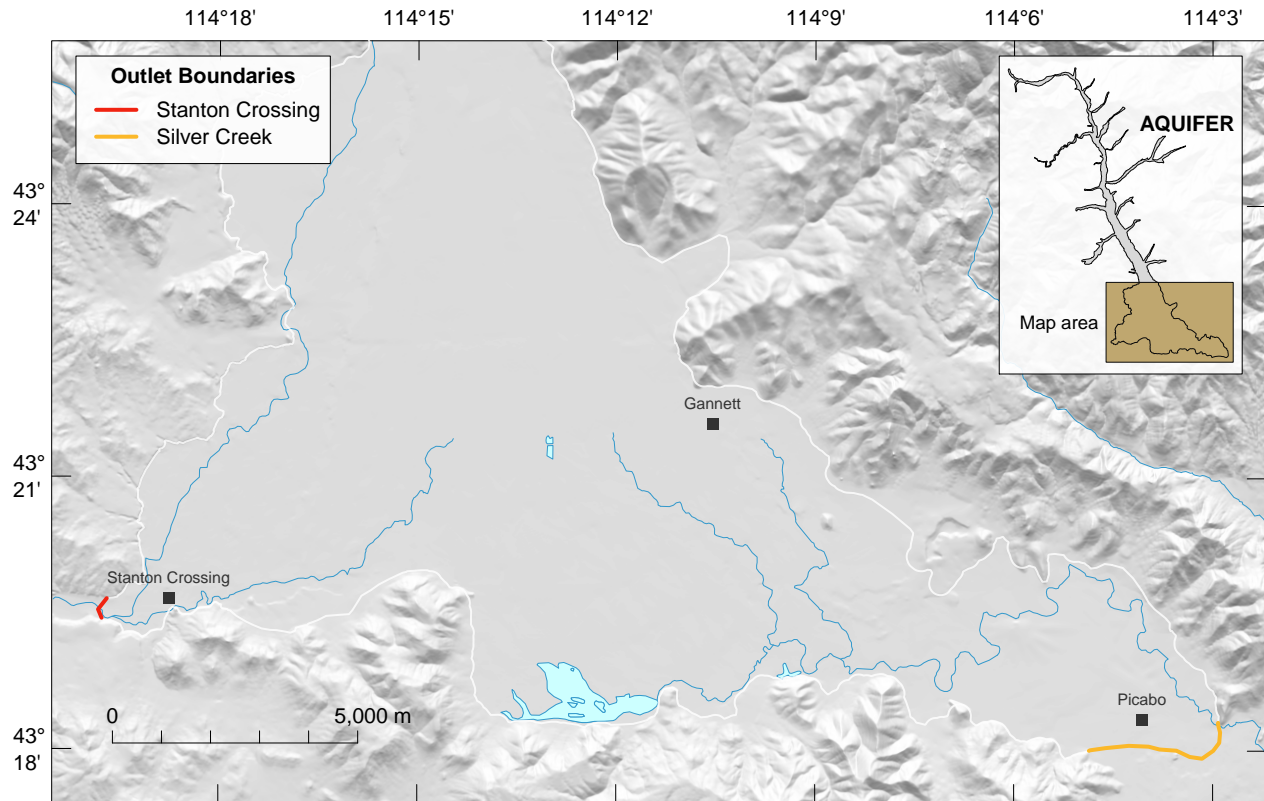 114°18'
114°15'
114°12'
114°9'
114°6'
114°3'
Outlet Boundaries
Stanton Crossing
Silver Creek
AQUIFER
Map area
43°
24'
Gannett
43°
21'
Stanton Crossing
Picabo
0
5,000 m
43°
18'